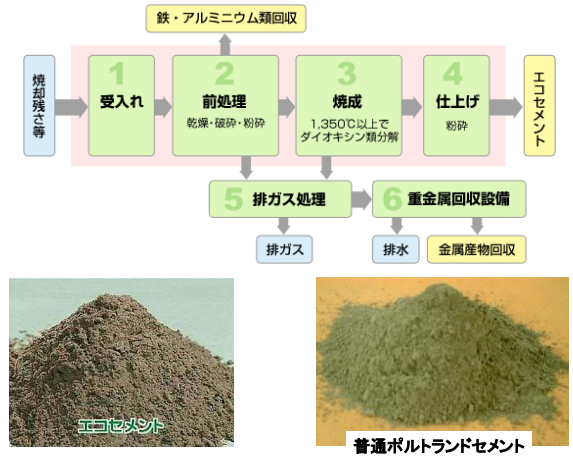 鉄・アルミニウム類回収
焼却残さ等
1
受入れ
2
前処理
乾燥・破砕・粉砕
3
焼成
1,350℃以上で
ダイオキシン類分解
4
仕上げ
粉砕
エコセメント
5 排ガス処理
6 重金属回収設備
排ガス
排水
金属産物回収
エコセメント
普通ポルトランドセメント